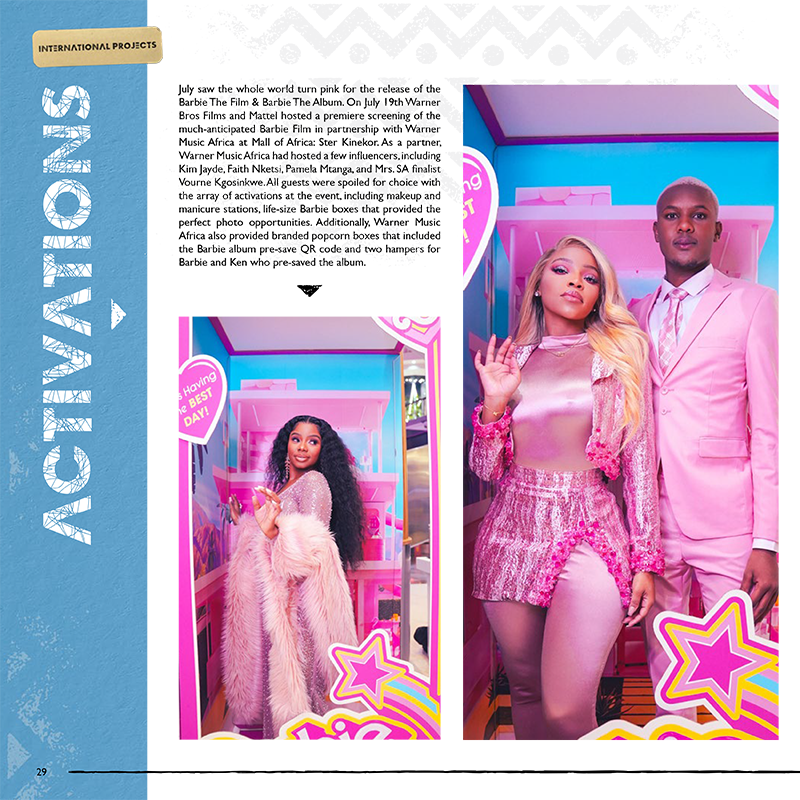 INTERNATIONAL PROJECTS
ACTIVATIONS
July saw the whole world turn pink for the release of the
Barbie The Film & Barbie The Album. On July 19th Warner
Bros Films and Mattel hosted a premiere screening of the
much-anticipated Barbie Film in partnership with Warner
Music Africa at Mall of Africa: Ster Kinekor. As a partner,
Warner Music Africa had hosted a few influencers, including
Kim Jayde, Faith Nketsi, Pamela Mtanga, and Mrs. SA finalist
Vourne Kgosinkwe. All guests were spoiled for choice with
the array of activations at the event, including makeup and
manicure stations, life-size Barbie boxes that provided the
perfect photo opportunities. Additionally, Warner Music
Africa also provided branded popcorn boxes that included
the Barbie album pre-save QR code and two hampers for
Barbie and Ken who pre-saved the album.
Having
BEST
DAY!
29